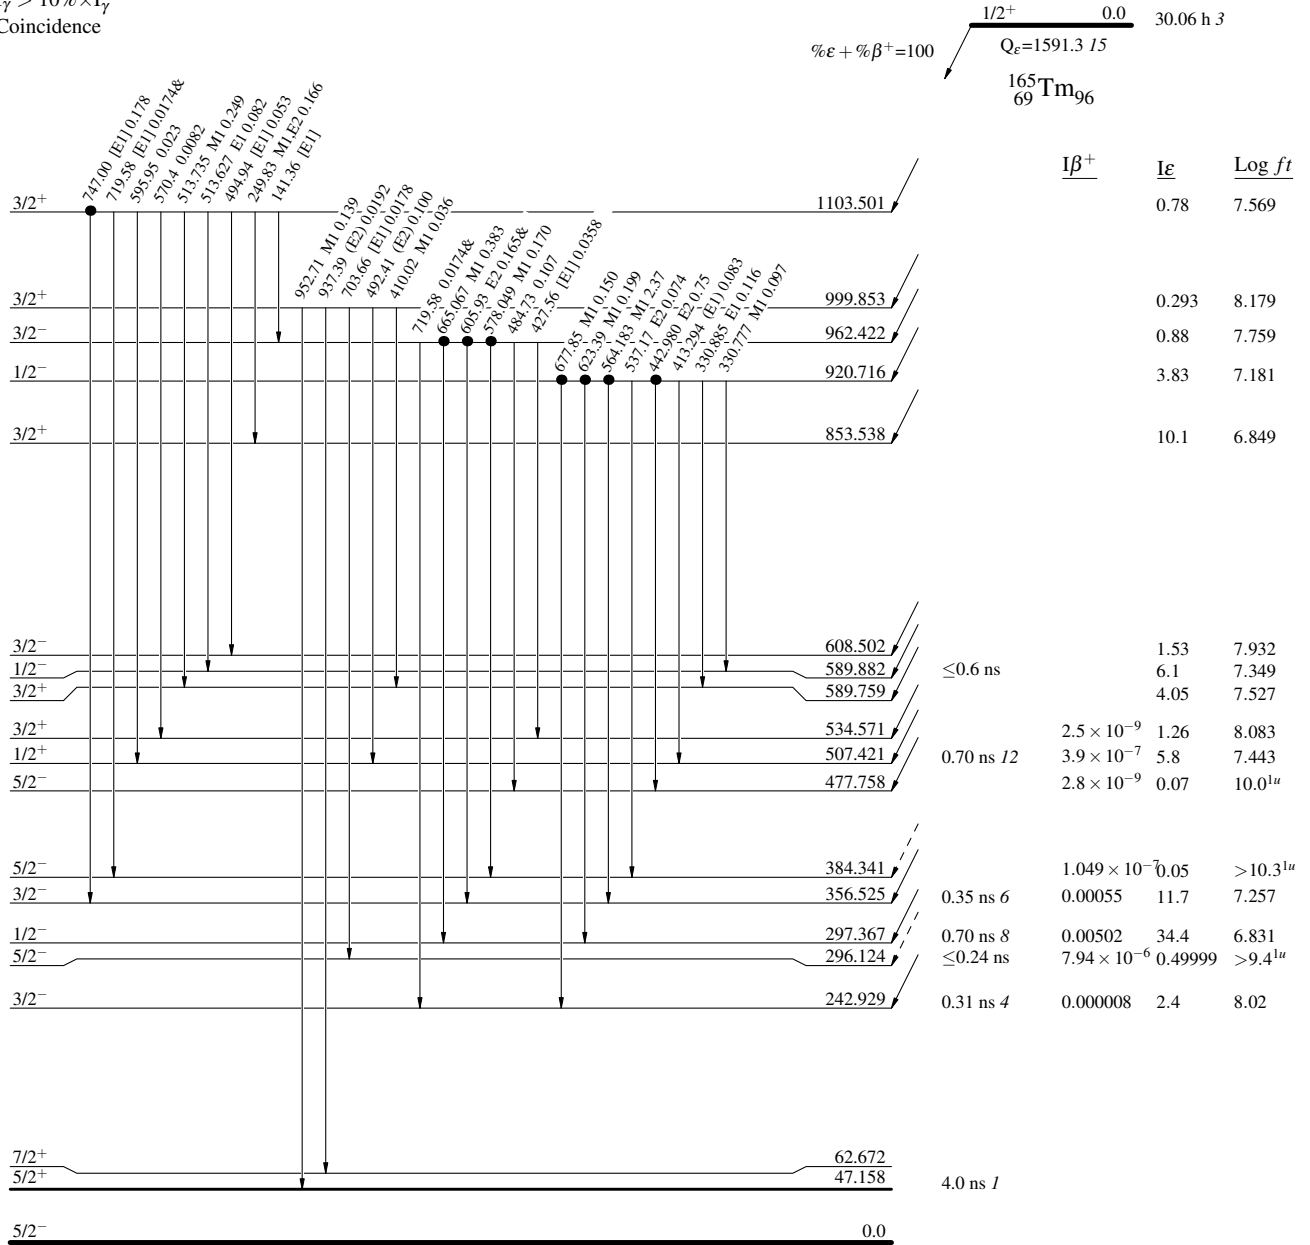 γ > 10%×Iγ
Coincidence
1/2+ 0.0 30.06 h 3
%ε + %β+=100
Qε=1591.3 15
165 69 Tm96
Iβ+ Iε Log ft
747.00 [E1] 0.178
719.58 [E1] 0.0174&
595.95 0.023
570.4 0.0082
513.735 M1 0.249
513.627 E1 0.082
494.94 [E1] 0.053
249.83 M1,E2 0.166
141.36 [E1]
3/2+ 1103.501 0.78 7.569
952.71 M1 0.139
937.39 (E2) 0.0192
703.66 [E1] 0.0178
492.41 (E2) 0.100
410.02 M1 0.036
3/2+ 999.853 0.293 8.179
719.58 0.0174&
665.067 M1 0.383
605.93 E2 0.165&
578.049 M1 0.170
484.73 0.107
427.56 [E1] 0.0358
3/2− 962.422 0.88 7.759
677.85 M1 0.150
623.39 M1 0.199
564.183 M1 2.37
537.17 E2 0.074
442.980 E2 0.75
413.294 (E1) 0.083
330.885 E1 0.116
330.777 M1 0.097
1/2− 920.716 3.83 7.181
3/2+ 853.538 10.1 6.849
3/2− 608.502 1.53 7.932
1/2− 589.882 ≤0.6 ns 6.1 7.349
3/2+ 589.759 4.05 7.527
3/2+ 534.571 2.5 × 10−9 1.26 8.083
1/2+ 507.421 0.70 ns 12 3.9 × 10−7 5.8 7.443
5/2− 477.758 2.8 × 10−9 0.07 10.01u
5/2− 384.341 1.049 × 10−7 0.05 >10.31u
3/2− 356.525 0.35 ns 6 0.00055 11.7 7.257
1/2− 297.367 0.70 ns 8 0.00502 34.4 6.831
5/2− 296.124 ≤0.24 ns 7.94 × 10−6 0.49999 >9.41u
3/2− 242.929 0.31 ns 4 0.000008 2.4 8.02
7/2+ 62.672
5/2+ 47.158 4.0 ns 1
5/2− 0.0